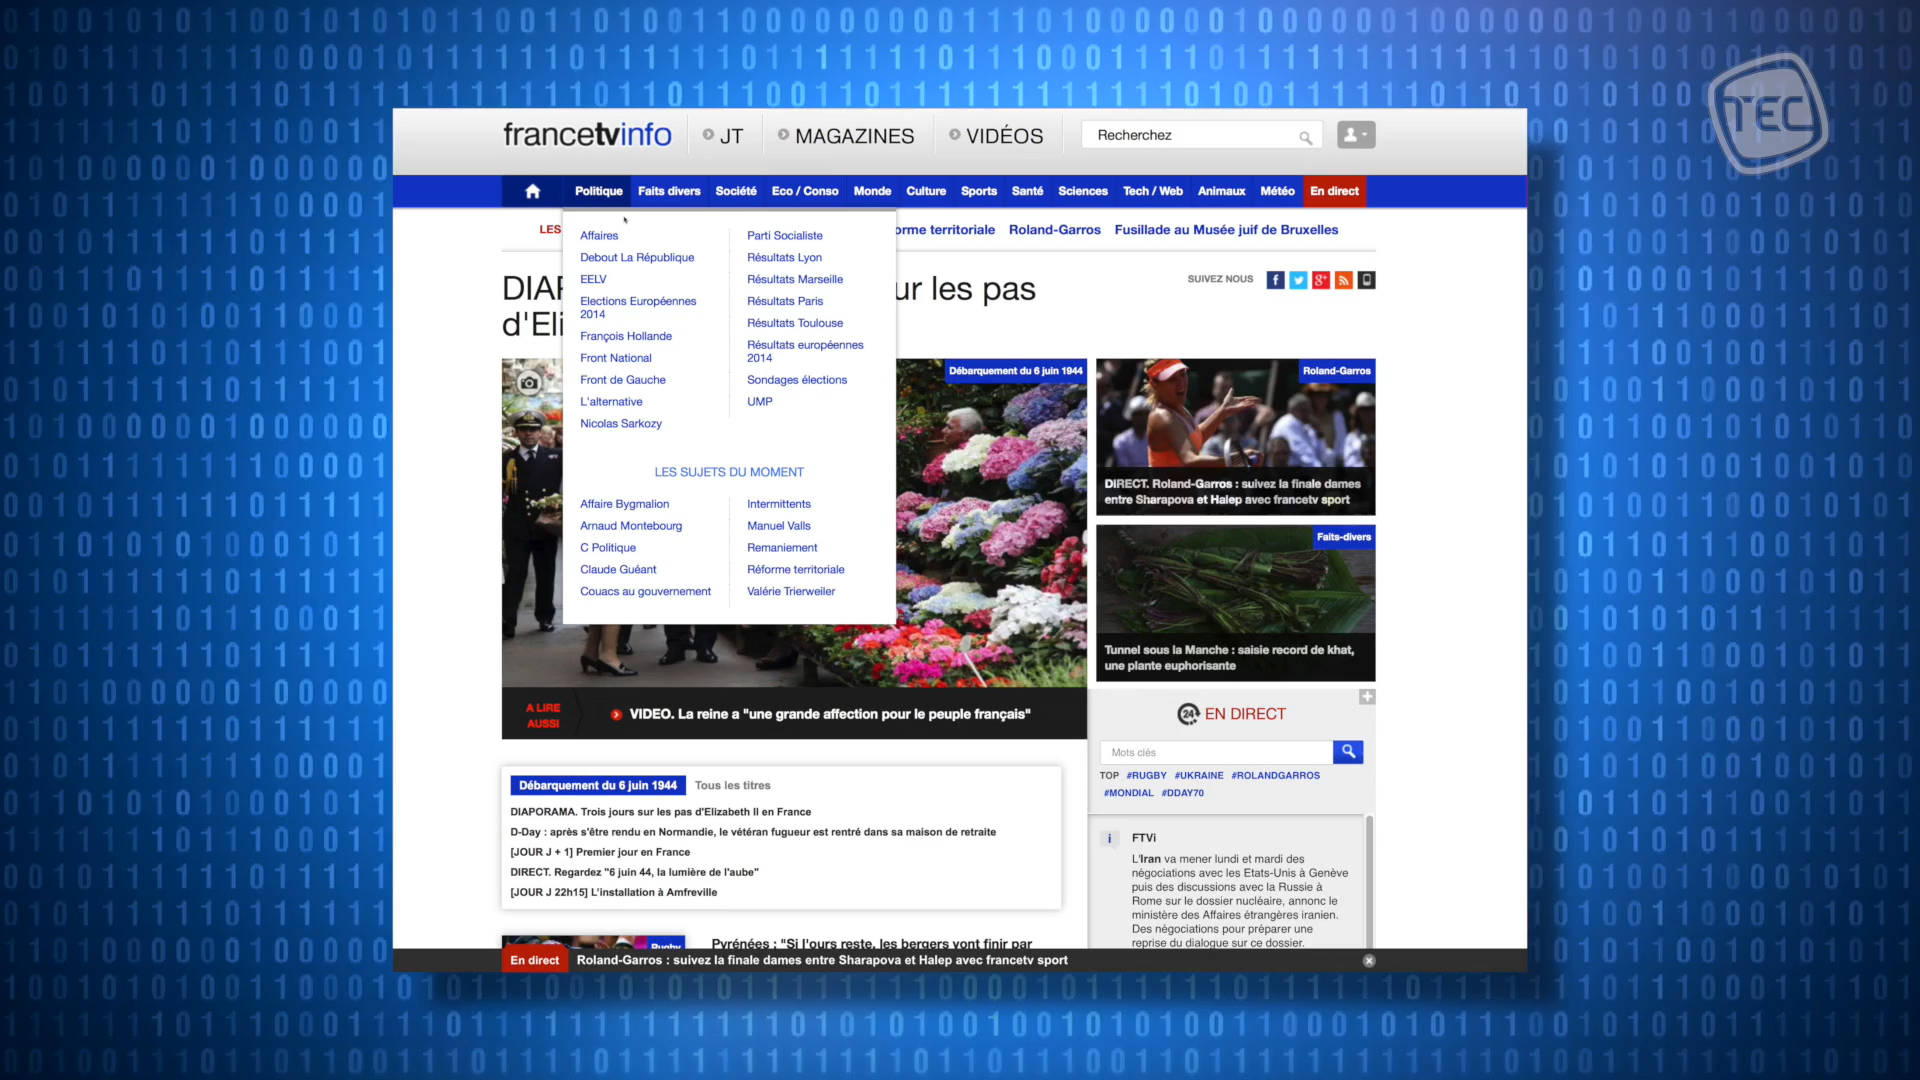 TEC
francetvinfo
JT
MAGAZINES
VIDÉOS
Recherchez
Politique
Faits divers
Société
Eco / Conso
Monde
Culture
Sports
Santé
Sciences
Tech / Web
Animaux
Météo
En direct
LES
orme territoriale
Roland-Garros
Fusillade au Musée juif de Bruxelles
Affaires
Debout La République
EELV
Elections Européennes
2014
François Hollande
Front National
Front de Gauche
L'alternative
Nicolas Sarkozy
Parti Socialiste
Résultats Lyon
Résultats Marseille
Résultats Paris
Résultats Toulouse
Résultats européennes
2014
Sondages élections
UMP
LES SUJETS DU MOMENT
Affaire Bygmalion
Arnaud Montebourg
C Politique
Claude Guéant
Couacs au gouvernement
Intermittents
Manuel Valls
Remaniement
Réforme territoriale
Valérie Trierweiler
ur les pas
d'Eli
SUIVEZ NOUS
Débarquement du 6 juin 1944
Roland-Garros
DIRECT. Roland-Garros : suivez la finale dames
entre Sharapova et Halep avec francetv sport
Faits-divers
Tunnel sous la Manche : saisie record de khat,
une plante euphorisante
A LIRE
AUSSI
VIDEO. La reine a "une grande affection pour le peuple français"
24 EN DIRECT
Mots clés
TOP #RUGBY #UKRAINE #ROLANDGARROS
#MONDIAL #DDAY70
Débarquement du 6 juin 1944
Tous les titres
DIAPORAMA. Trois jours sur les pas d'Elizabeth II en France
D-Day : après s'être rendu en Normandie, le vétéran fugueur est rentré dans sa maison de retraite
[JOUR J + 1] Premier jour en France
DIRECT. Regardez "6 juin 44, la lumière de l'aube"
[JOUR J 22h15] L'installation à Amfreville
FTVi
L'Iran va mener lundi et mardi des
négociations avec les Etats-Unis à Genève
puis des discussions avec la Russie à
Rome sur le dossier nucléaire, annonc le
ministère des Affaires étrangères iranien.
Des négociations pour préparer une
reprise du dialogue sur ce dossier.
Rugby
Pyrénées : "Si l'ours reste, les bergers vont finir par
En direct
Roland-Garros : suivez la finale dames entre Sharapova et Halep avec francetv sport